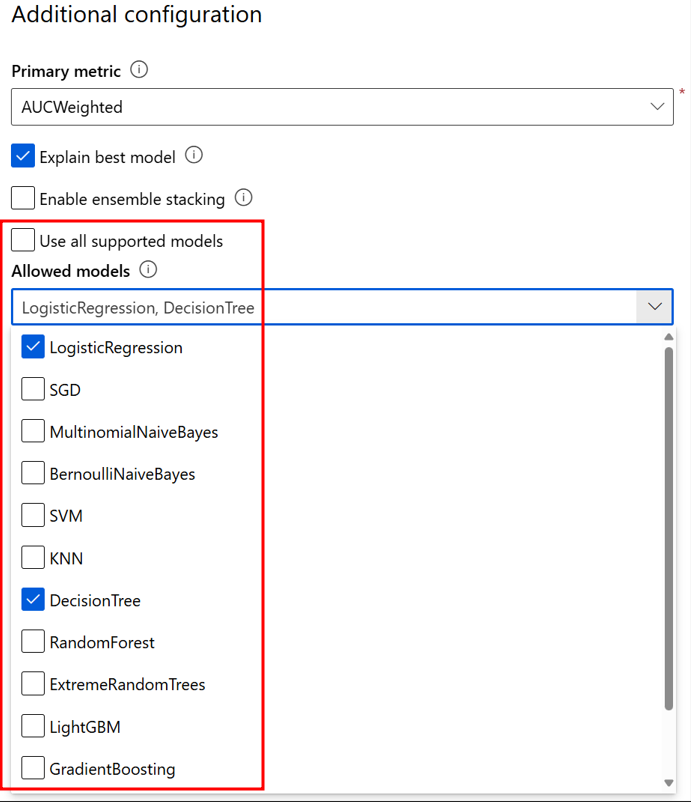 Additional configuration
Primary metric
*
AUCWeighted
Explain best model
Enable ensemble stacking
Use all supported models
Allowed models
LogisticRegression, DecisionTree
LogisticRegression
SGD
MultinomialNaiveBayes
BernoulliNaiveBayes
SVM
KNN
DecisionTree
RandomForest
ExtremeRandomTrees
LightGBM
GradientBoosting